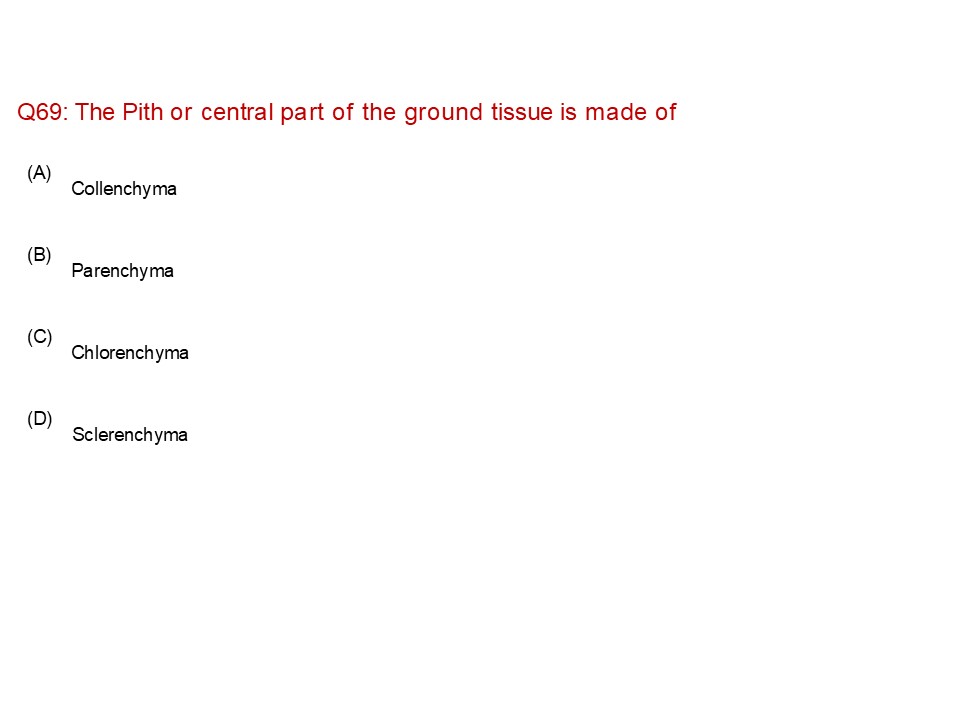 Q69: The Pith or central part of the ground tissue is made of
(A)
Collenchyma
(B)
Parenchyma
(C)
Chlorenchyma
(D)
Sclerenchyma